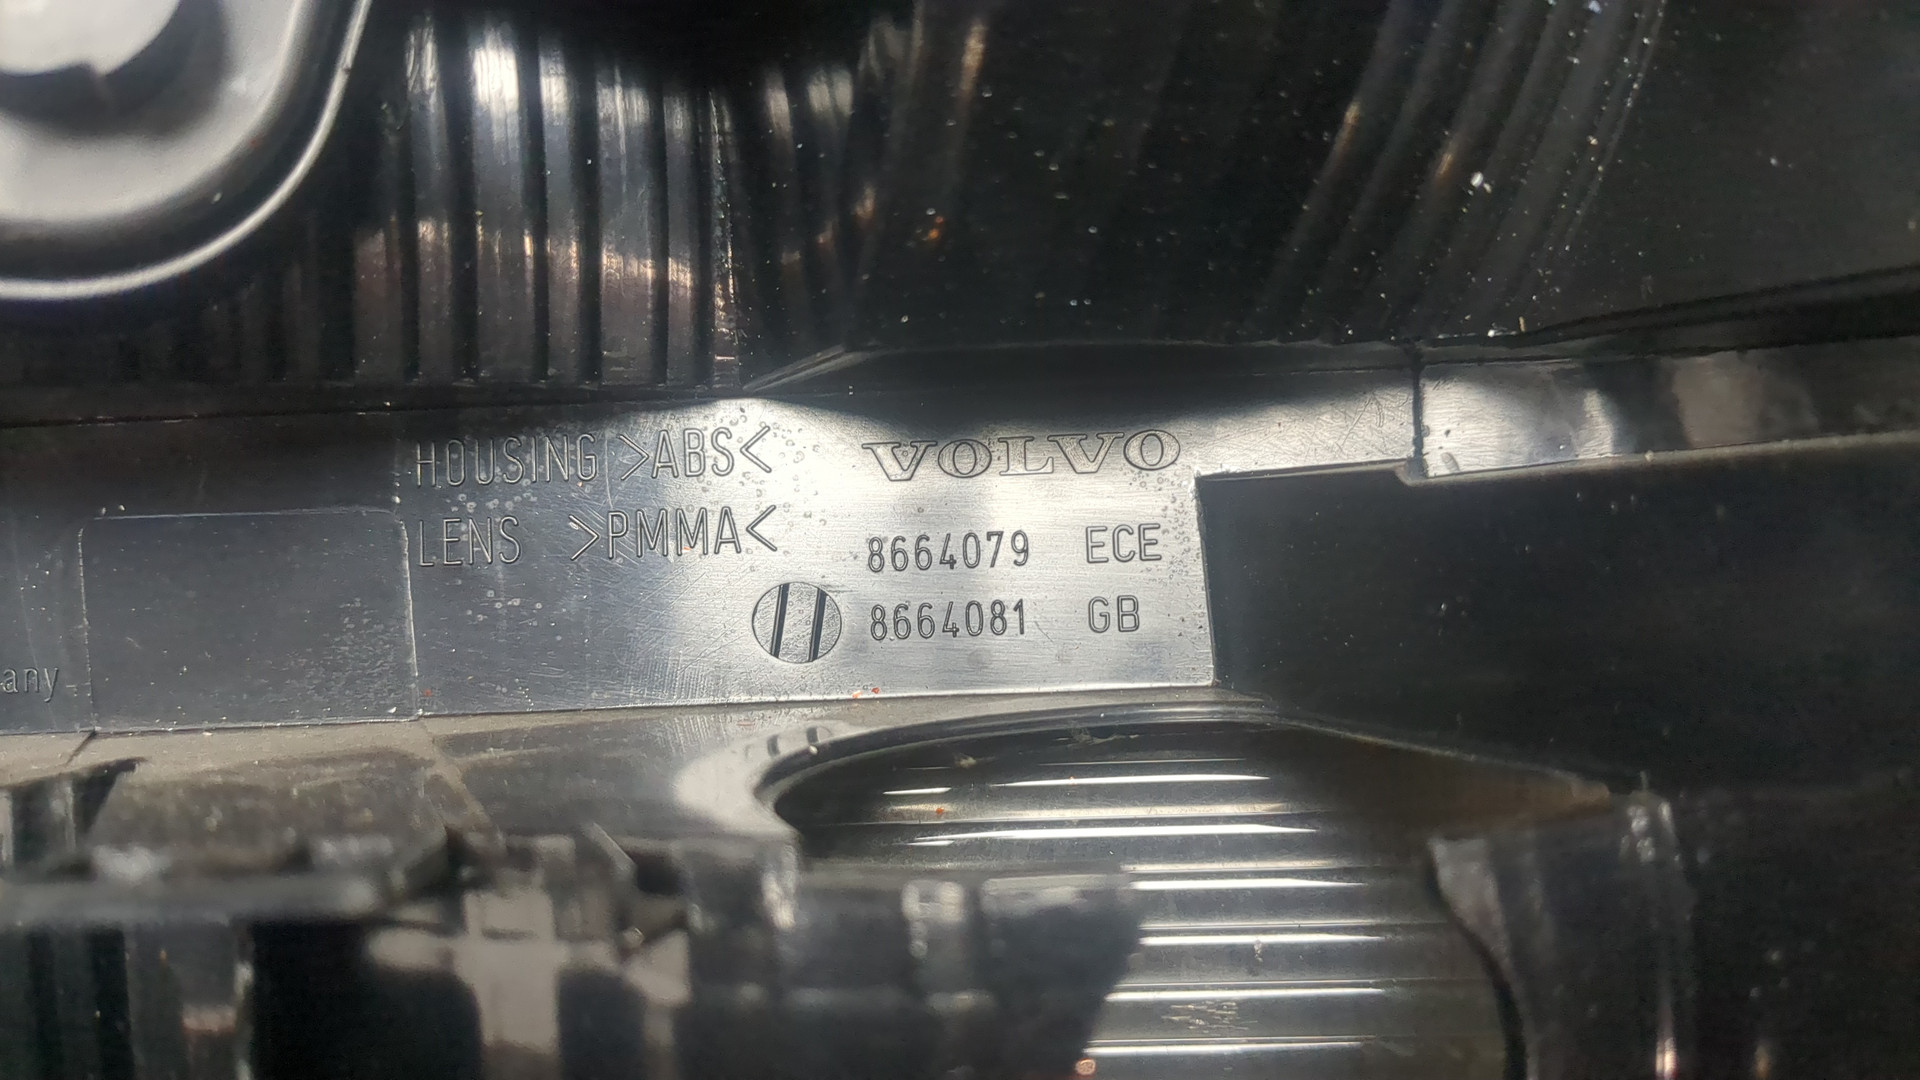 HOUSING >ABS<
LENS >PMMA<
VOLVO
8664079 ECE
8664081 GB
any